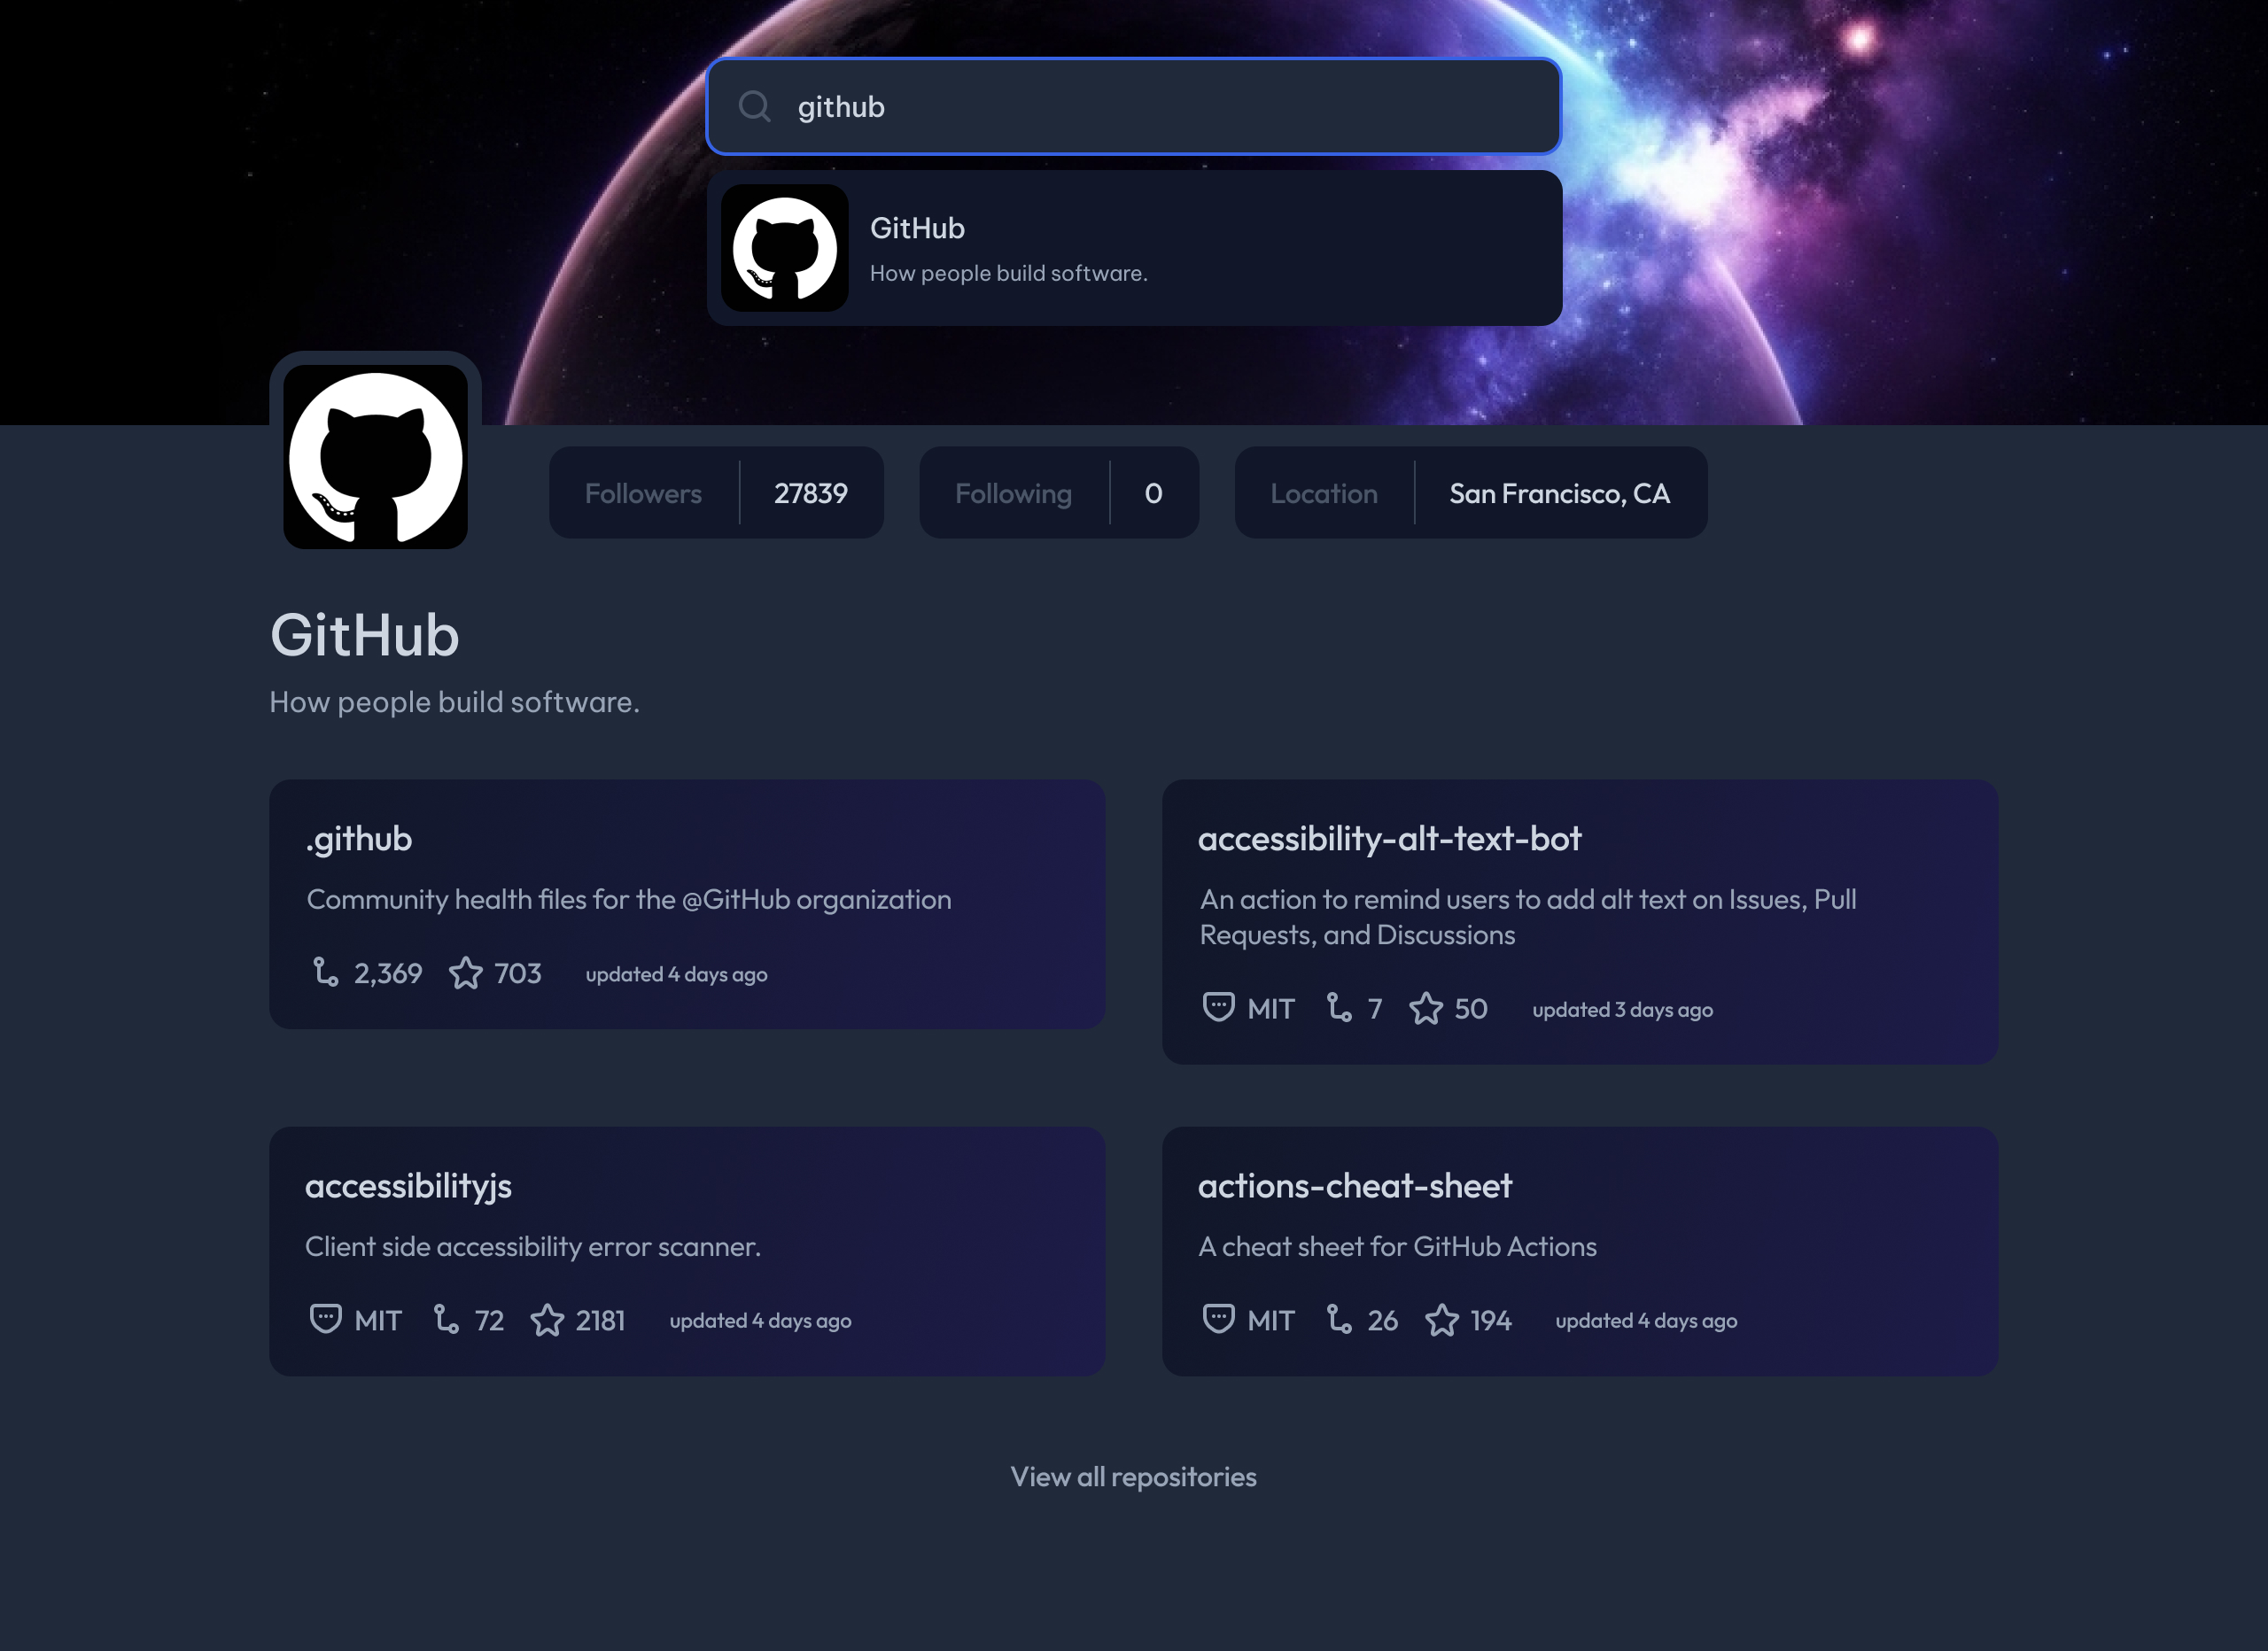 github
GitHub
How people build software.
Followers 27839 Following 0 Location San Francisco, CA
GitHub
How people build software.
.github
Community health files for the @GitHub organization
2,369 703 updated 4 days ago
accessibility-alt-text-bot
An action to remind users to add alt text on Issues, Pull
Requests, and Discussions
MIT 7 50 updated 3 days ago
accessibilityjs
Client side accessibility error scanner.
MIT 72 2181 updated 4 days ago
actions-cheat-sheet
A cheat sheet for GitHub Actions
MIT 26 194 updated 4 days ago
View all repositories